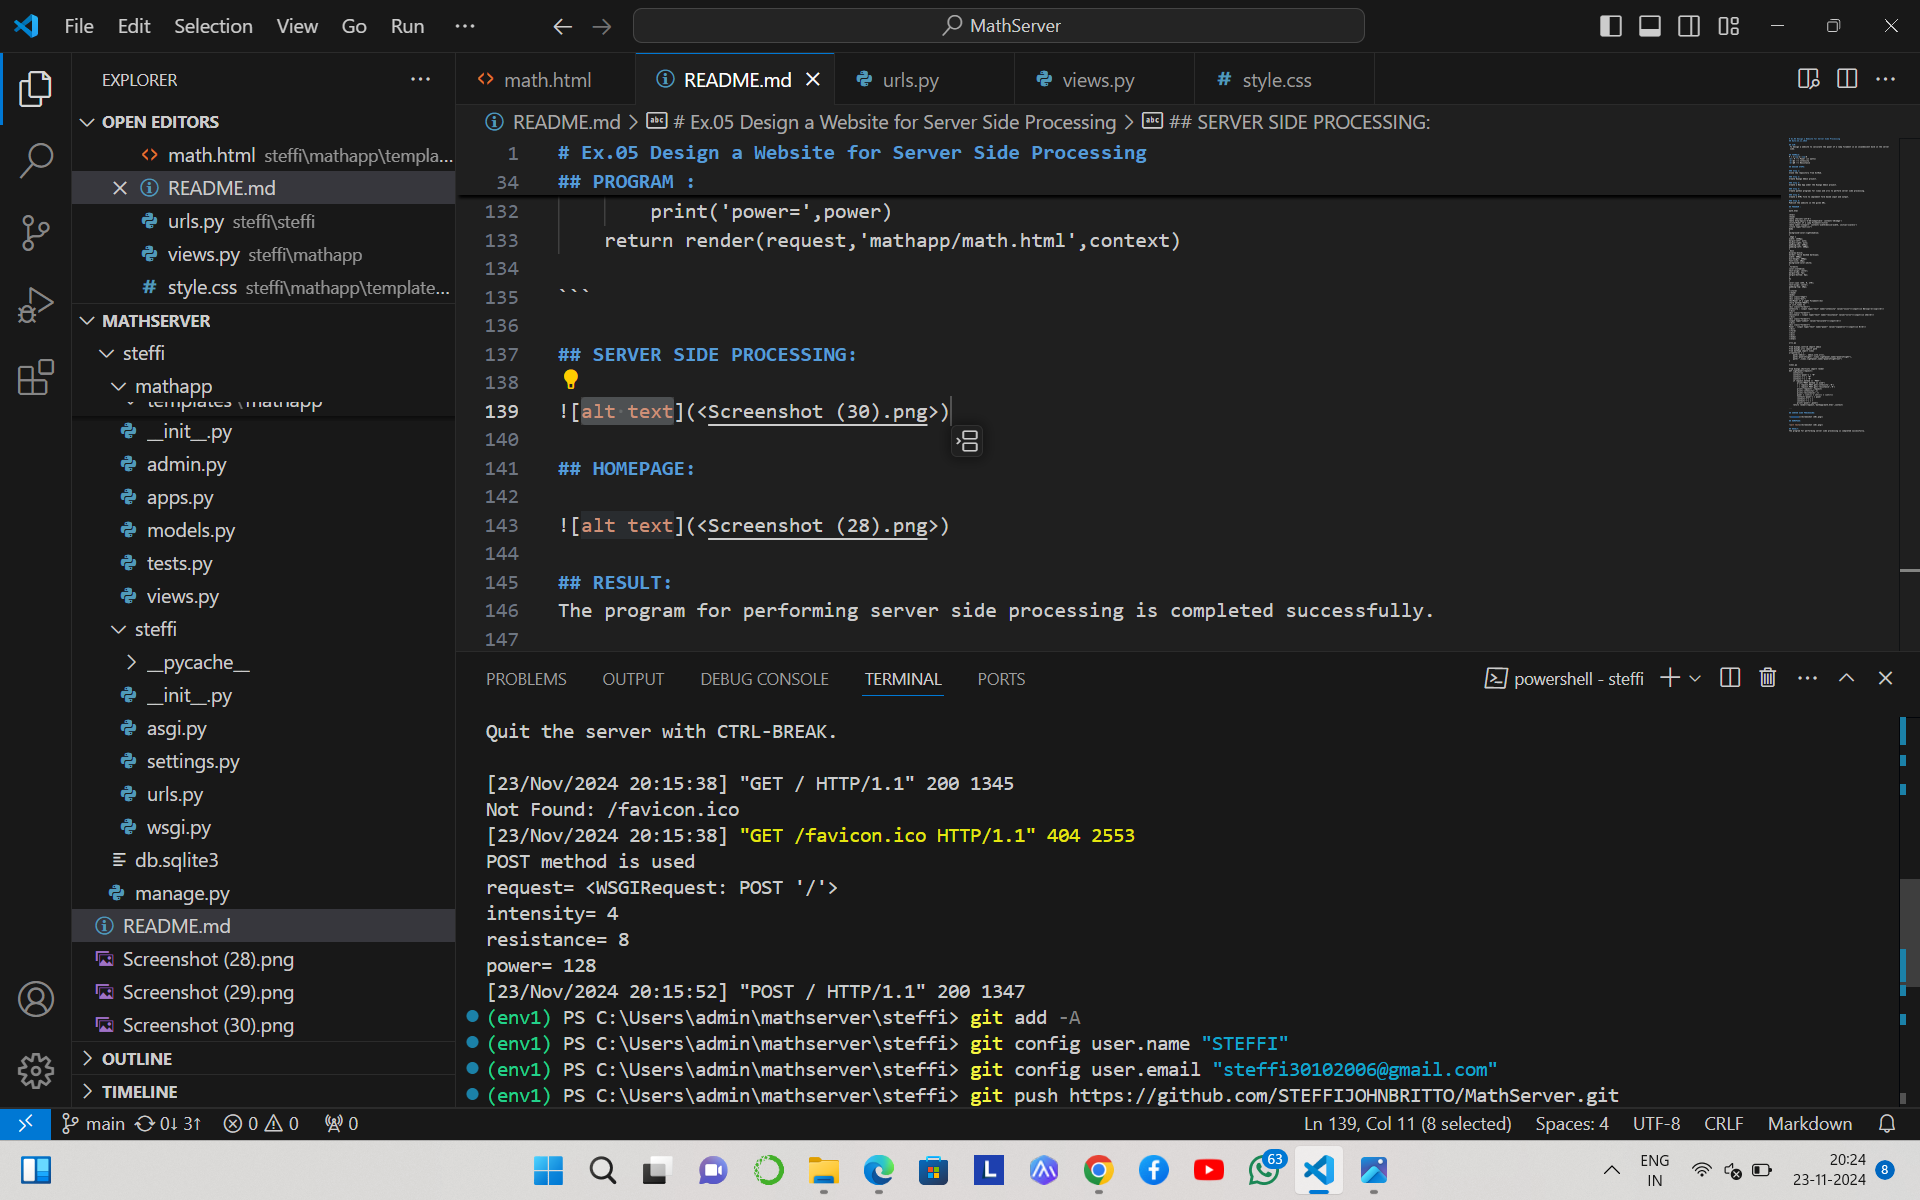 File Edit Selection View Go Run ···
MathServer
EXPLORER ···
OPEN EDITORS
math.html steffi\mathapp\templa...
README.md
urls.py steffi\steffi
views.py steffi\mathapp
style.css steffi\mathapp\template...
MATHSERVER
steffi
mathapp
templates \mathapp
__init__.py
admin.py
apps.py
models.py
tests.py
views.py
steffi
__pycache__
__init__.py
asgi.py
settings.py
urls.py
wsgi.py
db.sqlite3
manage.py
README.md
Screenshot (28).png
Screenshot (29).png
Screenshot (30).png
OUTLINE
TIMELINE
math.html README.md urls.py views.py style.css
README.md > # Ex.05 Design a Website for Server Side Processing > ## SERVER SIDE PROCESSING:
1 # Ex.05 Design a Website for Server Side Processing
34 ## PROGRAM :
132 print('power=',power)
133 return render(request,'mathapp/math.html',context)
134
135 ```
136
137 ## SERVER SIDE PROCESSING:
138
139 ![alt text](<Screenshot (30).png>)
140
141 ## HOMEPAGE:
142
143 ![alt text](<Screenshot (28).png>)
144
145 ## RESULT:
146 The program for performing server side processing is completed successfully.
147
PROBLEMS OUTPUT DEBUG CONSOLE TERMINAL PORTS
powershell - steffi
Quit the server with CTRL-BREAK.
[23/Nov/2024 20:15:38] "GET / HTTP/1.1" 200 1345
Not Found: /favicon.ico
[23/Nov/2024 20:15:38] "GET /favicon.ico HTTP/1.1" 404 2553
POST method is used
request= <WSGIRequest: POST '/'>
intensity= 4
resistance= 8
power= 128
[23/Nov/2024 20:15:52] "POST / HTTP/1.1" 200 1347
(env1) PS C:\Users\admin\mathserver\steffi> git add -A
(env1) PS C:\Users\admin\mathserver\steffi> git config user.name "STEFFI"
(env1) PS C:\Users\admin\mathserver\steffi> git config user.email "steffi30102006@gmail.com"
(env1) PS C:\Users\admin\mathserver\steffi> git push https://github.com/STEFFIJOHNBRITTO/MathServer.git
main 0↓ 3↑ 0 0 0
Ln 139, Col 11 (8 selected) Spaces: 4 UTF-8 CRLF Markdown
L
63
ENG
IN
20:24
23-11-2024
8